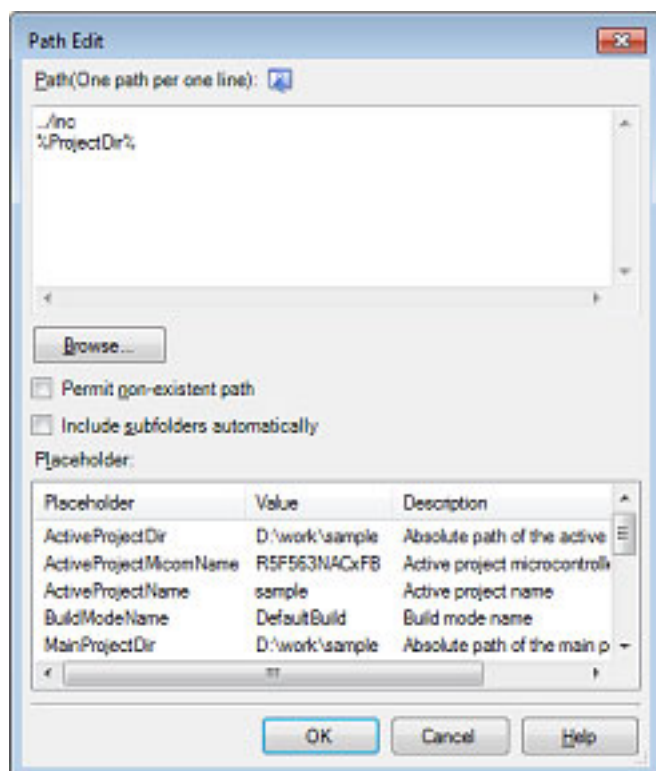 Path Edit
Path(One path per one line):
../inc
%ProjectDir%
Browse...
Permit non-existent path
Include subfolders automatically
Placeholder:
Placeholder Value Description
ActiveProjectDir D:\work\sample Absolute path of the active
ActiveProjectMicomName R5F563NACxFB Active project microcontrolle
ActiveProjectName sample Active project name
BuildModeName DefaultBuild Build mode name
MainProjectDir D:\work\sample Absolute path of the main p
OK Cancel Help